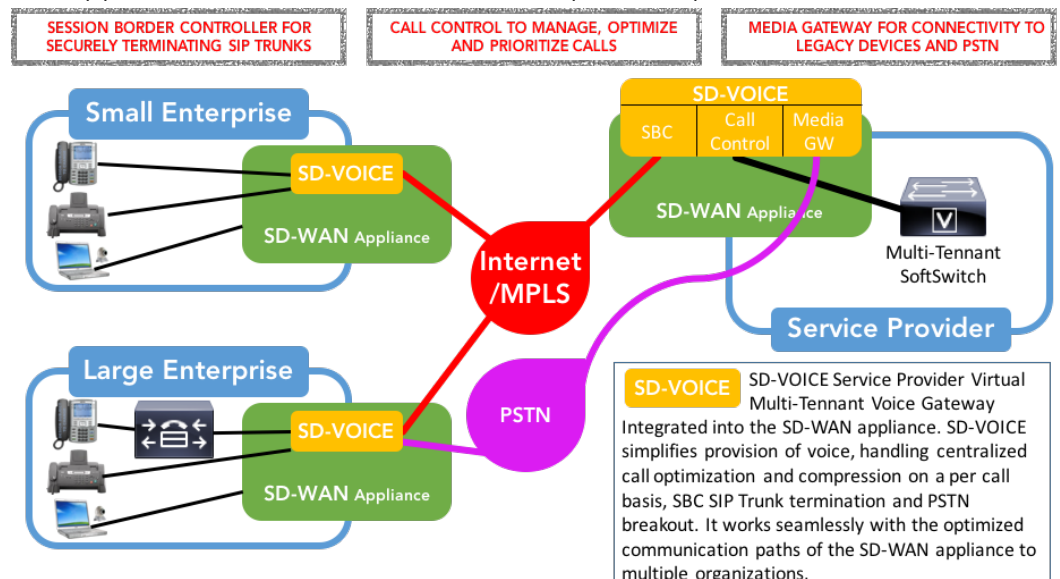 SESSION BORDER CONTROLLER FOR
SECURELY TERMINATING SIP TRUNKS
CALL CONTROL TO MANAGE, OPTIMIZE
AND PRIORITIZE CALLS
MEDIA GATEWAY FOR CONNECTIVITY TO
LEGACY DEVICES AND PSTN
Small Enterprise
SD-VOICE
SD-WAN Appliance
SD-VOICE
SBC
Call
Control
Media
GW
SD-WAN Appliance
Multi-Tennant
SoftSwitch
Service Provider
Internet
/MPLS
PSTN
Large Enterprise
SD-VOICE
SD-WAN Appliance
SD-VOICE
SD-VOICE Service Provider Virtual
Multi-Tennant Voice Gateway
Integrated into the SD-WAN appliance. SD-VOICE
simplifies provision of voice, handling centralized
call optimization and compression on a per call
basis, SBC SIP Trunk termination and PSTN
breakout. It works seamlessly with the optimized
communication paths of the SD-WAN appliance to
multiple organizations.